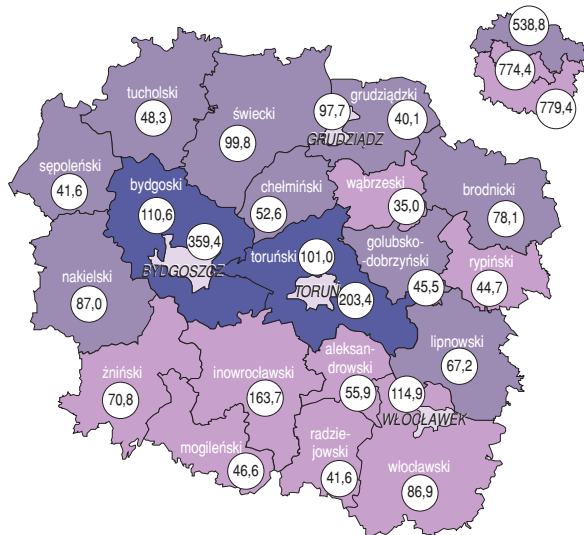 538,8
774,4
779,4
tucholski
48,3
świecki
99,8
97,7
grudziądzki
40,1
GRUDZIĄDZ
sępoleński
41,6
bydgoski
110,6
359,4
BYDGOSZCZ
chełmiński
52,6
wąbrzeski
35,0
brodnicki
78,1
toruński
101,0
TORUŃ
203,4
golubsko-
dobrzyński
45,5
rypiński
44,7
nakielski
87,0
lipnowski
67,2
żniński
70,8
inowrocławski
163,7
aleksan-
drowski
55,9
114,9
WŁOCŁAWEK
mogileński
46,6
radzie-
jowski
41,6
włocławski
86,9